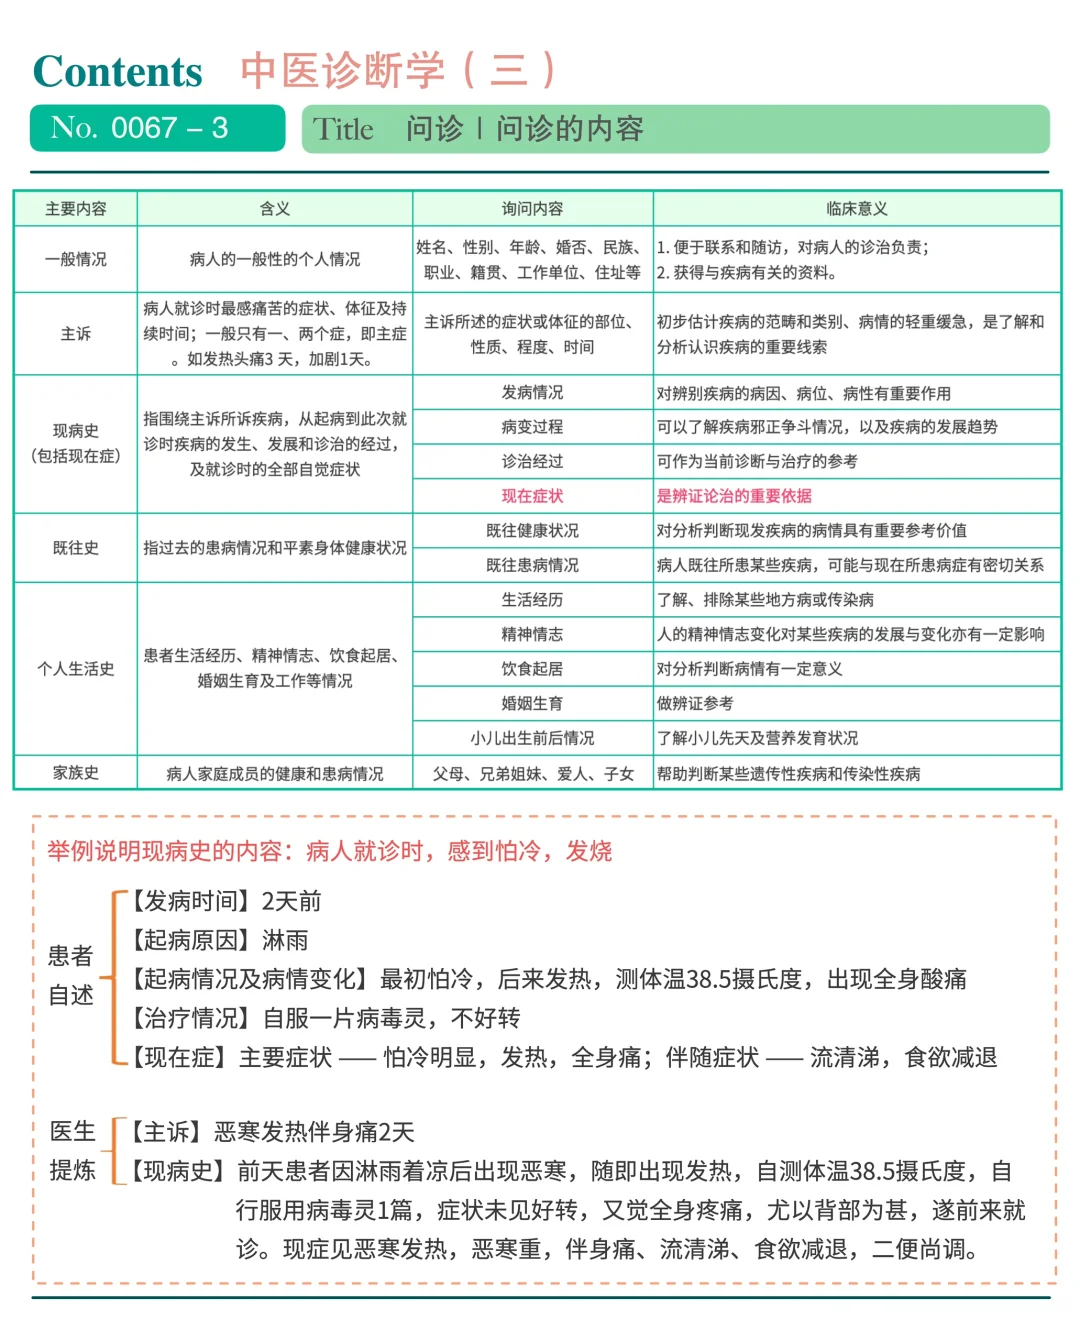 Contents 中医诊断学（三）
No. 0067 – 3
Title 问诊 | 问诊的内容
主要内容 含义 询问内容 临床意义
一般情况
病人的一般性的个人情况
姓名、性别、年龄、婚否、民族、
职业、籍贯、工作单位、住址等
1. 便于联系和随访，对病人的诊治负责；
2. 获得与疾病有关的资料。
主诉
病人就诊时最感痛苦的症状、体征及持
续时间；一般只有一、两个症，即主症
。如发热头痛3 天，加剧1天。
主诉所述的症状或体征的部位、
性质、程度、时间
初步估计疾病的范畴和类别、病情的轻重缓急，是了解和
分析认识疾病的重要线索
现病史
（包括现在症）
指围绕主诉所诉疾病，从起病到此次就
诊时疾病的发生、发展和诊治的经过，
及就诊时的全部自觉症状
发病情况 对辨别疾病的病因、病位、病性有重要作用
病变过程 可以了解疾病邪正争斗情况，以及疾病的发展趋势
诊治经过 可作为当前诊断与治疗的参考
现在症状 是辨证论治的重要依据
既往史
指过去的患病情况和平素身体健康状况
既往健康状况 对分析判断现发疾病的病情具有重要参考价值
既往患病情况 病人既往所患某些疾病，可能与现在所患病症有密切关系
个人生活史
患者生活经历、精神情志、饮食起居、
婚姻生育及工作等情况
生活经历 了解、排除某些地方病或传染病
精神情志 人的精神情志变化对某些疾病的发展与变化亦有一定影响
饮食起居 对分析判断病情有一定意义
婚姻生育 做辨证参考
小儿出生前后情况 了解小儿先天及营养发育状况
家族史 病人家庭成员的健康和患病情况 父母、兄弟姐妹、爱人、子女 帮助判断某些遗传性疾病和传染性疾病
举例说明现病史的内容：病人就诊时，感到怕冷，发烧
患者
自述
【发病时间】2天前
【起病原因】淋雨
【起病情况及病情变化】最初怕冷，后来发热，测体温38.5摄氏度，出现全身酸痛
【治疗情况】自服一片病毒灵，不好转
【现在症】主要症状 —— 怕冷明显，发热，全身痛；伴随症状 —— 流清涕，食欲减退
医生
提炼
【主诉】恶寒发热伴身痛2天
【现病史】前天患者因淋雨着凉后出现恶寒，随即出现发热，自测体温38.5摄氏度，自
行服用病毒灵1篇，症状未见好转，又觉全身疼痛，尤以背部为甚，遂前来就
诊。现症见恶寒发热，恶寒重，伴身痛、流清涕、食欲减退，二便尚调。